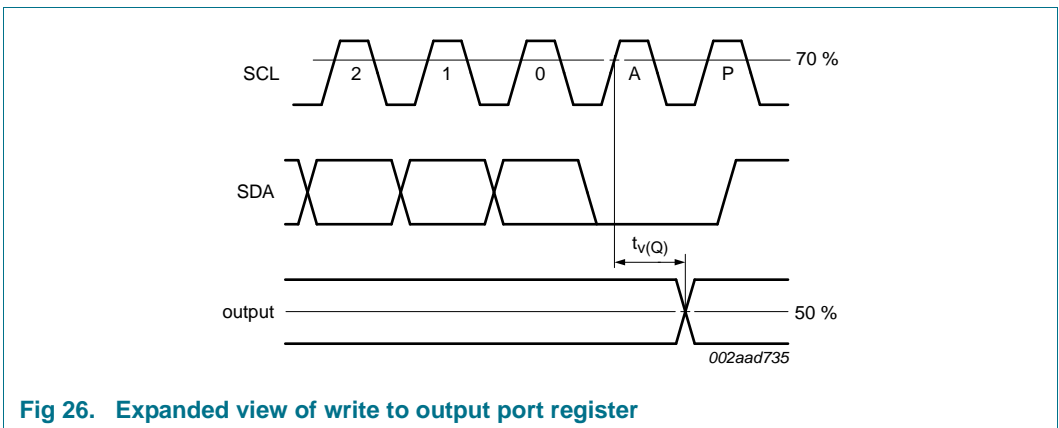 SCL 2 1 0 A P 70 %
SDA
tv(Q)
output 50 %
002aad735
Fig 26. Expanded view of write to output port register